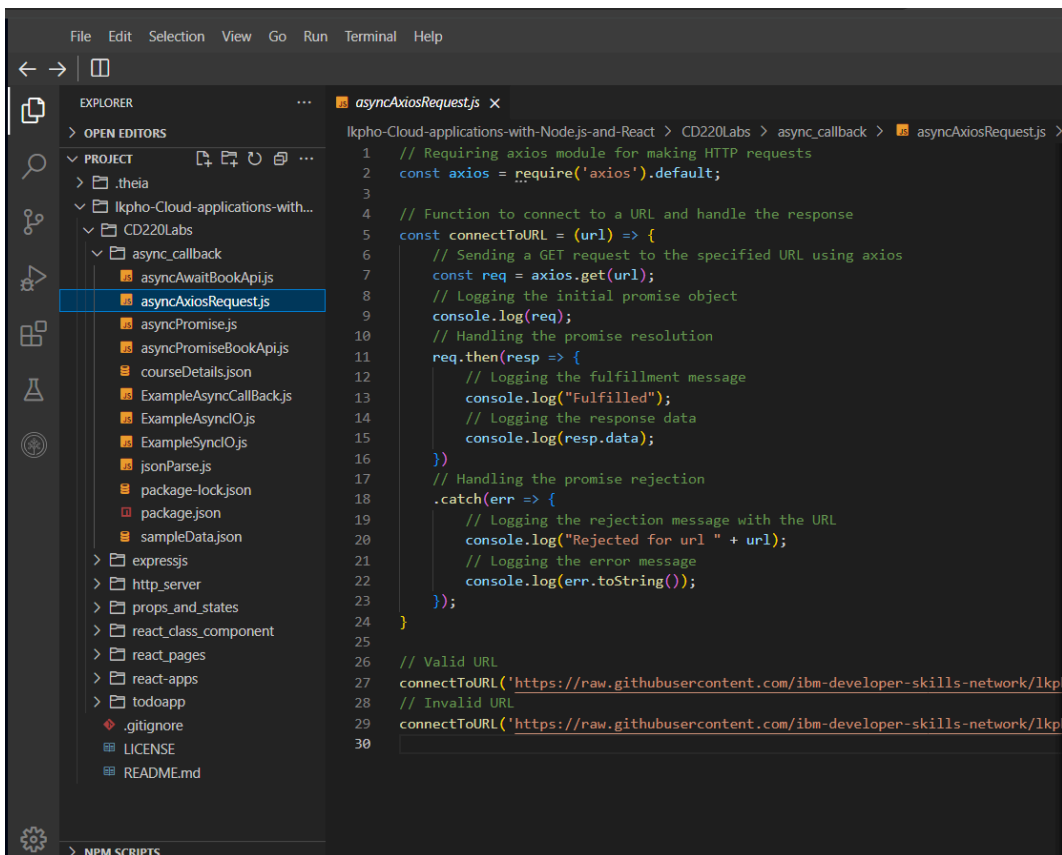 File Edit Selection View Go Run Terminal Help
EXPLORER
OPEN EDITORS
PROJECT
.theia
lkpho-Cloud-applications-with...
CD220Labs
async_callback
asyncAwaitBookApi.js
asyncAxiosRequest.js
asyncPromise.js
asyncPromiseBookApi.js
courseDetails.json
ExampleAsyncCallBack.js
ExampleAsyncIO.js
ExampleSyncIO.js
jsonParse.js
package-lock.json
package.json
sampleData.json
expressjs
http_server
props_and_states
react_class_component
react_pages
react-apps
todoapp
.gitignore
LICENSE
README.md
NPM SCRIPTS
JS asyncAxiosRequest.js ×
lkpho-Cloud-applications-with-Node.js-and-React > CD220Labs > async_callback > JS asyncAxiosRequest.js >
1 // Requiring axios module for making HTTP requests
2 const axios = require('axios').default;
3
4 // Function to connect to a URL and handle the response
5 const connectToURL = (url) => {
6 // Sending a GET request to the specified URL using axios
7 const req = axios.get(url);
8 // Logging the initial promise object
9 console.log(req);
10 // Handling the promise resolution
11 req.then(resp => {
12 // Logging the fulfillment message
13 console.log("Fulfilled");
14 // Logging the response data
15 console.log(resp.data);
16 })
17 // Handling the promise rejection
18 .catch(err => {
19 // Logging the rejection message with the URL
20 console.log("Rejected for url " + url);
21 // Logging the error message
22 console.log(err.toString());
23 });
24 }
25
26 // Valid URL
27 connectToURL('https://raw.githubusercontent.com/ibm-developer-skills-network/lkp
28 // Invalid URL
29 connectToURL('https://raw.githubusercontent.com/ibm-developer-skills-network/lkp
30